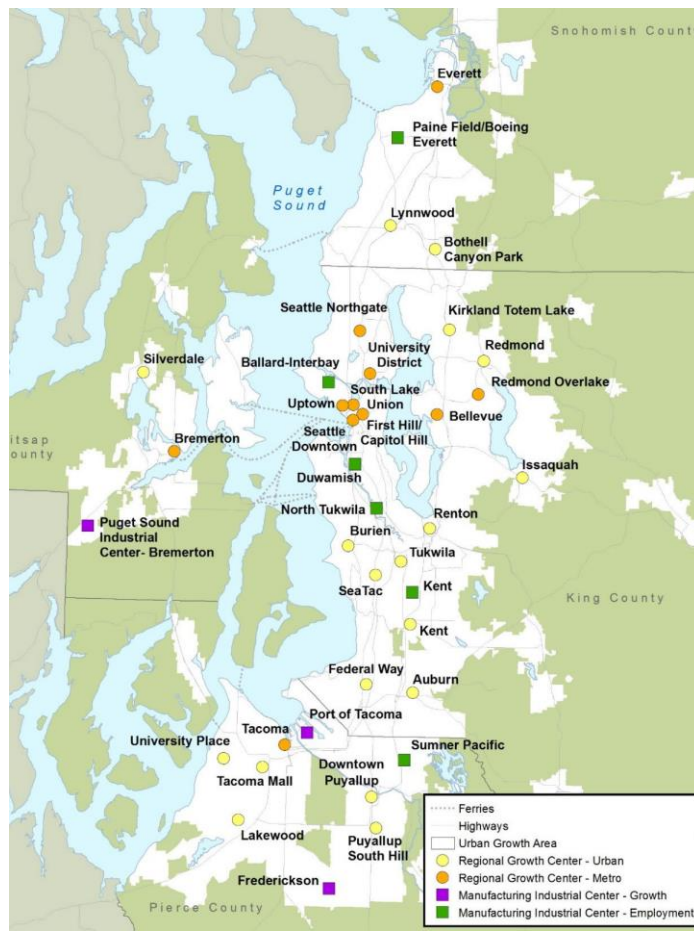 Snohomish County
Everett
Paine Field/Boeing
Everett
Puget
Sound
Lynnwood
Bothell
Canyon Park
Seattle Northgate
Kirkland Totem Lake
University
District
Redmond
Silverdale
Ballard-Interbay
South Lake
Union
Redmond Overlake
Uptown
Bellevue
First Hill/
Capitol Hill
Seattle
Downtown
Bremerton
itsap
ounty
Duwamish
Issaquah
North Tukwila
Renton
Puget Sound
Industrial
Center- Bremerton
Burien
Tukwila
SeaTac
Kent
King County
Kent
Federal Way
Auburn
Port of Tacoma
Tacoma
University Place
Sumner Pacific
Tacoma Mall
Downtown
Puyallup
Lakewood
Puyallup
South Hill
Frederickson
Pierce County
Ferries
Highways
Urban Growth Area
Regional Growth Center - Urban
Regional Growth Center - Metro
Manufacturing Industrial Center - Growth
Manufacturing Industrial Center - Employment